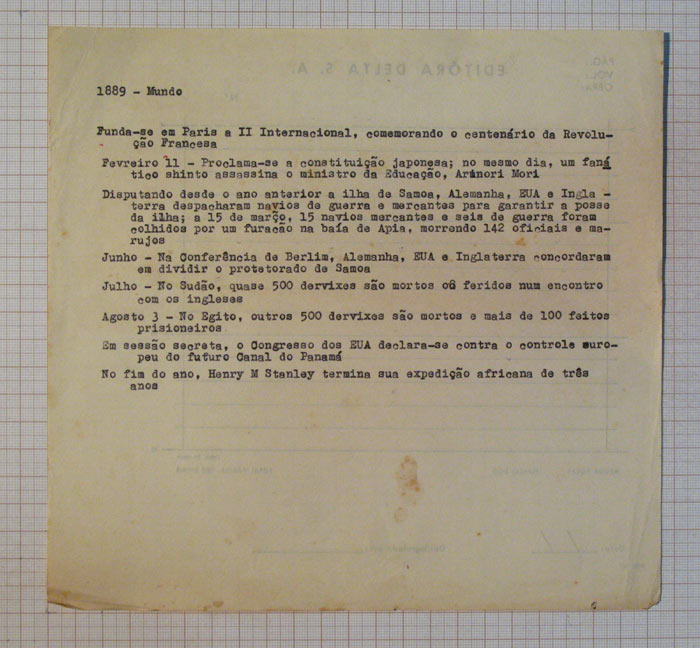 PÁG.
VOL.
OBRA:
EDITÔRA DELTA S. A.
Nº
1889 - Mundo
Funda-se em Paris a II Internacional, comemorando o centenário da Revolu-
ção Francesa
Fevreiro 11 - Proclama-se a constituição japonesa; no mesmo dia, um faná
tico shinto assassina o ministro da Educação, Arinori Mori
Disputando desde o ano anterior a ilha de Samoa, Alemanha, EUA e Ingla -
terra despacharam navios de guerra e mercantes para garantir a posse
da ilha; a 15 de março, 15 navios mercantes e seis de guerra foram
colhidos por um furacão na baía de Apia, morrendo 142 oficiais e ma-
rujos
Junho - Na Conferência de Berlim, Alemanha, EUA e Inglaterra concordaram
em dividir o protetorado de Samoa
Julho - No Sudão, quase 500 dervixes são mortos o6 feridos num encontro
com os ingleses
Agosto 3 - No Egito, outros 500 dervixes são mortos e mais de 100 feitos
prisioneiros
Em sessão secreta, o Congresso dos EUA declara-se contra o controle euro-
peu do futuro Canal do Panamá
No fim do ano, Henry M Stanley termina sua expedição africana de três
anos